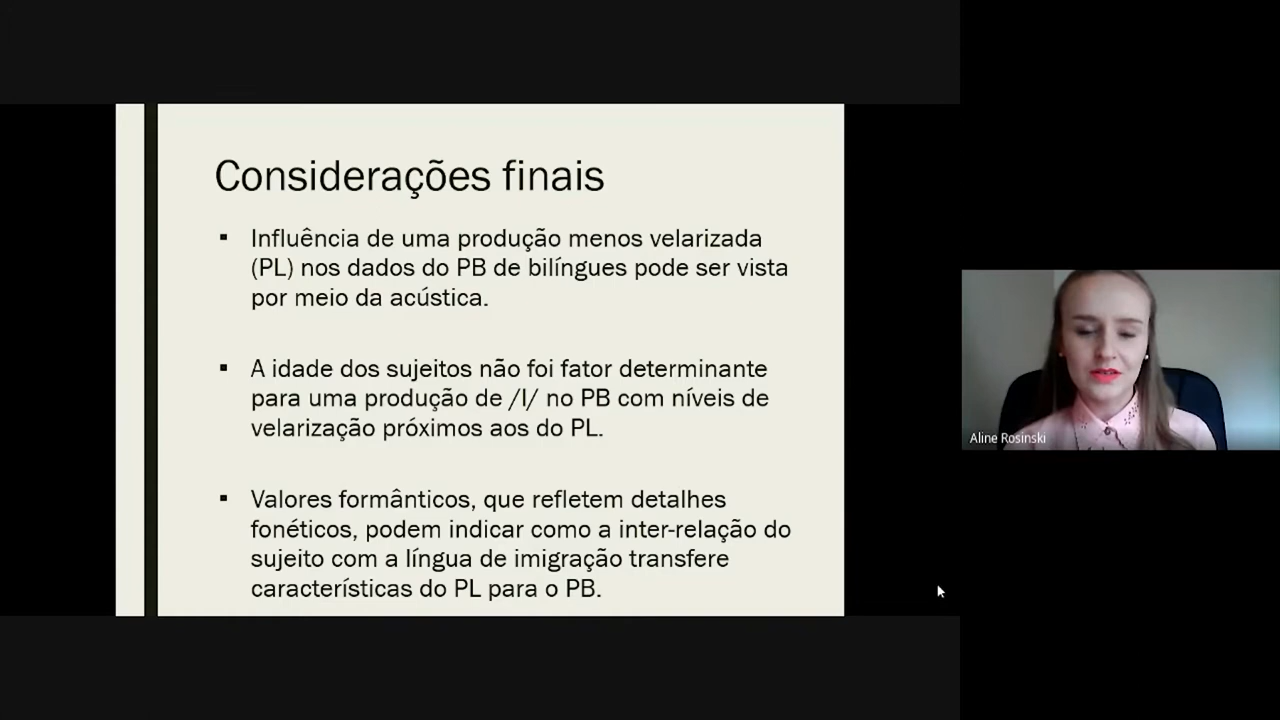 Considerações finais
▪ Influência de uma produção menos velarizada
(PL) nos dados do PB de bilíngues pode ser vista
por meio da acústica.
▪ A idade dos sujeitos não foi fator determinante
para uma produção de /l/ no PB com níveis de
velarização próximos aos do PL.
▪ Valores formânticos, que refletem detalhes
fonéticos, podem indicar como a inter-relação do
sujeito com a língua de imigração transfere
características do PL para o PB.
Aline Rosinski